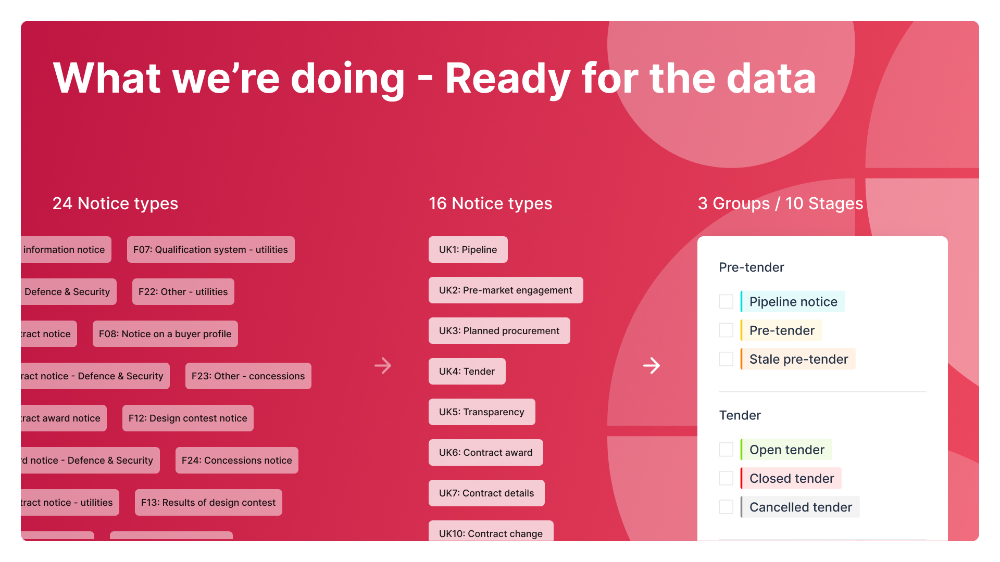 What we’re doing - Ready for the data
24 Notice types
information notice
F07: Qualification system - utilities
- Defence & Security
F22: Other - utilities
tract notice
F08: Notice on a buyer profile
ract notice - Defence & Security
F23: Other - concessions
tract award notice
F12: Design contest notice
rd notice - Defence & Security
F24: Concessions notice
tract notice - utilities
F13: Results of design contest
16 Notice types
UK1: Pipeline
UK2: Pre-market engagement
UK3: Planned procurement
UK4: Tender
UK5: Transparency
UK6: Contract award
UK7: Contract details
UK10: Contract change
3 Groups / 10 Stages
Pre-tender
Pipeline notice
Pre-tender
Stale pre-tender
Tender
Open tender
Closed tender
Cancelled tender